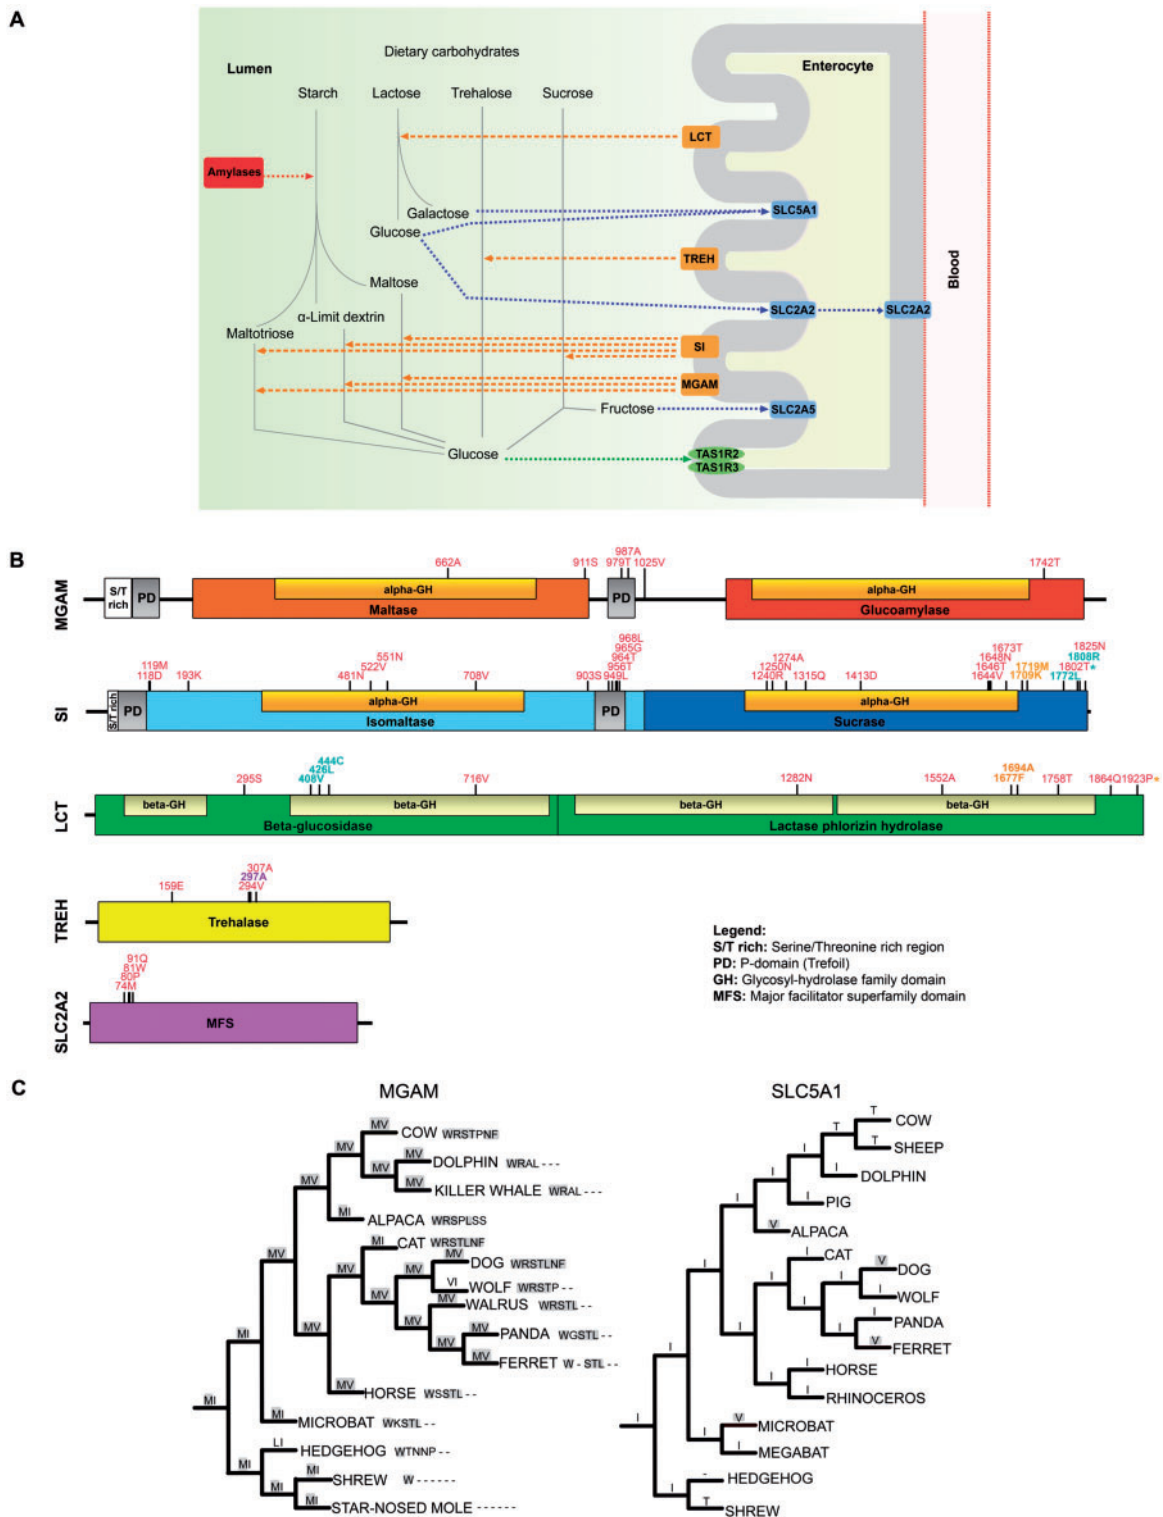 A
Dietary carbohydrates
Lumen
Enterocyte
Starch Lactose Trehalose Sucrose
LCT
Amylases
Galactose
SLC5A1
Glucose
TREH
Blood
Maltose
α-Limit dextrin
SLC2A2 SLC2A2
Maltotriose
SI
MGAM
Fructose
SLC2A5
Glucose
TAS1R2
TAS1R3
B
MGAM
662A 911S 979T 987A 1025V 1742T
S/T rich PD alpha-GH Maltase PD alpha-GH Glucoamylase
SI
118D 119M 193K 481N 522V 551N 708V 903S 949L 956T 964T 965G 968L 1240R 1250N 1274A 1315Q 1413D 1644V 1646T 1648N 1673T 1709K 1719M 1772L 1802T* 1808R 1825N
S/T rich PD alpha-GH Isomaltase PD alpha-GH Sucrase
LCT
295S 408V 426L 444C 716V 1282N 1552A 1677F 1694A 1758T 1864Q 1923P*
beta-GH beta-GH beta-GH beta-GH
Beta-glucosidase Lactase phlorizin hydrolase
TREH
159E 294V 297A 307A
Trehalase
SLC2A2
74M 80P 81W 91Q
MFS
Legend:
S/T rich: Serine/Threonine rich region
PD: P-domain (Trefoil)
GH: Glycosyl-hydrolase family domain
MFS: Major facilitator superfamily domain
C
MGAM
MV COW WRSTPNF
MV
MV DOLPHIN WRAL---
MV
MV KILLER WHALE WRAL---
MV
MI ALPACA WRSPLSS
MV
MI CAT WRSTLNF
MV
MV DOG WRSTLNF
MV
VI WOLF WRSTP--
MV
MV WALRUS WRSTL--
MV
MV PANDA WGSTL--
MV
MV FERRET W-STL--
MV
MV HORSE WSSTL--
MI
MI MICROBAT WKSTL--
MI
LI HEDGEHOG WTNNP--
MI
MI SHREW W------
MI
MI STAR-NOSED MOLE -------
SLC5A1
T COW
T
T SHEEP
I
I DOLPHIN
I
I PIG
I
V ALPACA
I
I CAT
I
V DOG
I
I WOLF
I
I PANDA
I
V FERRET
I
I HORSE
I
I RHINOCEROS
I
V MICROBAT
I
I MEGABAT
I
- HEDGEHOG
I
T SHREW